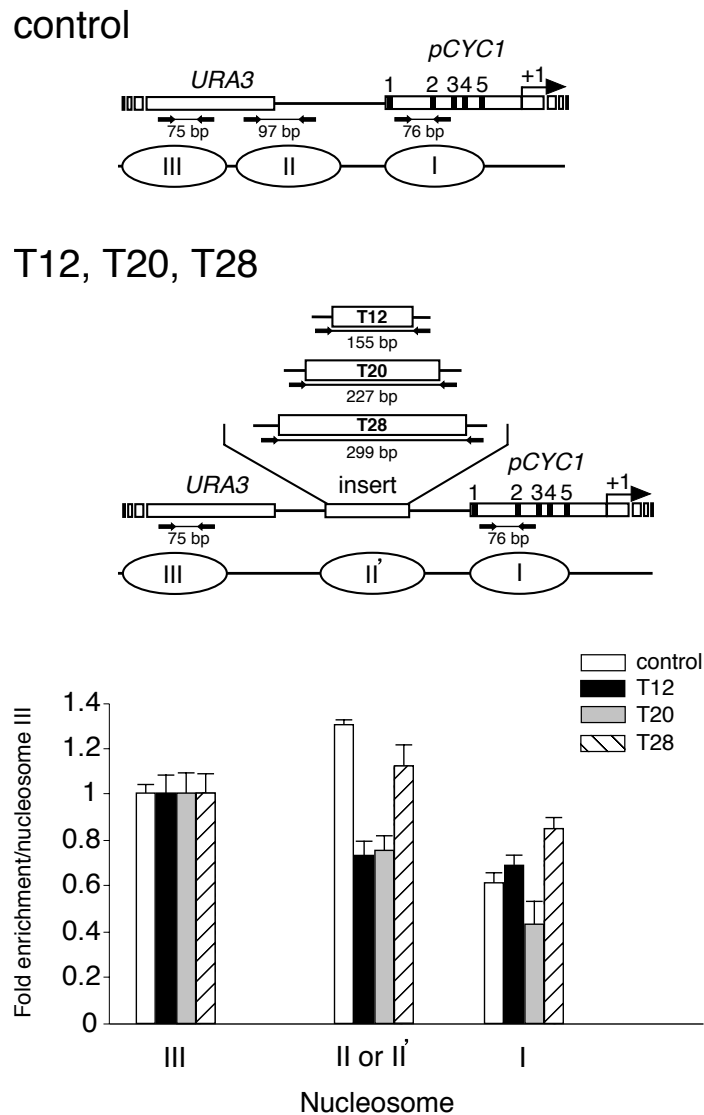 control
pCYC1
URA3
1 2 3 4 5 +1
75 bp 97 bp 76 bp
III II I
T12, T20, T28
T12
155 bp
T20
227 bp
T28
299 bp
pCYC1
URA3 insert
1 2 3 4 5 +1
75 bp 76 bp
III II' I
control
T12
T20
T28
Fold enrichment/nucleosome III
1.4
1.2
1
0.8
0.6
0.4
0.2
0
III II or II' I
Nucleosome